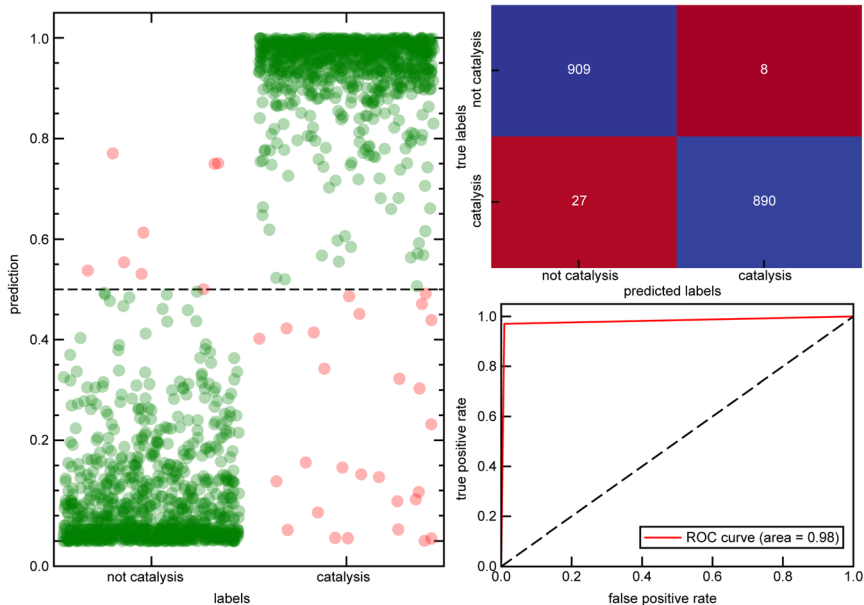 1.0
0.8
0.6
0.4
0.2
0.0
prediction
not catalysis
catalysis
labels
true labels
not catalysis
catalysis
909
8
27
890
not catalysis
catalysis
predicted labels
1.0
0.8
0.6
0.4
0.2
0.0
true positive rate
ROC curve (area = 0.98)
0.0
0.2
0.4
0.6
0.8
1.0
false positive rate